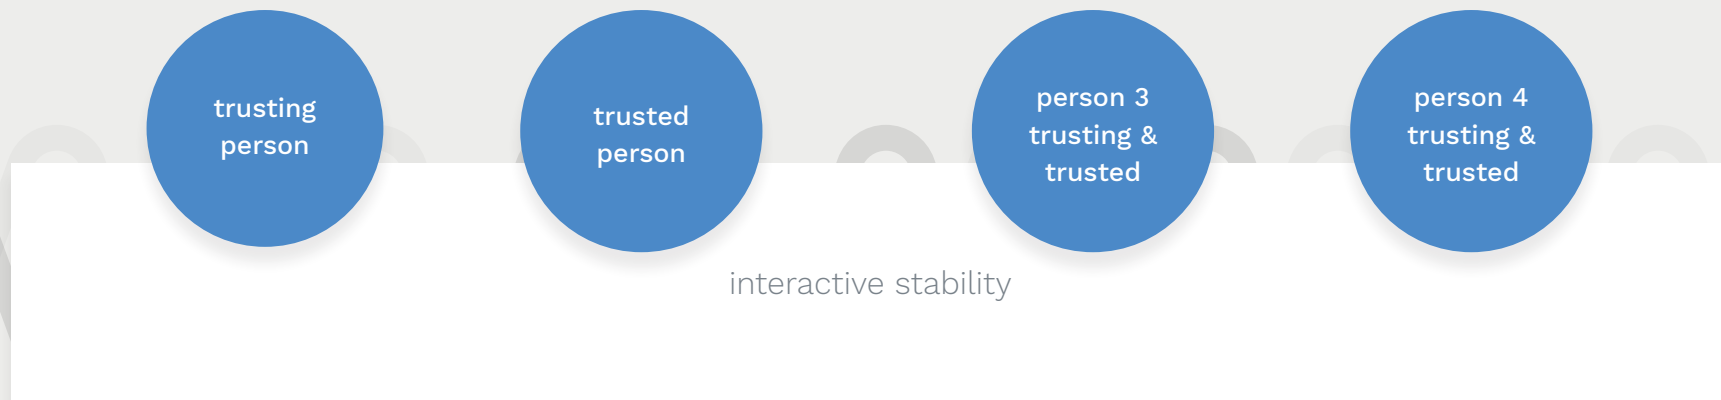 trusting
person
trusted
person
person 3
trusting &
trusted
person 4
trusting &
trusted
interactive stability